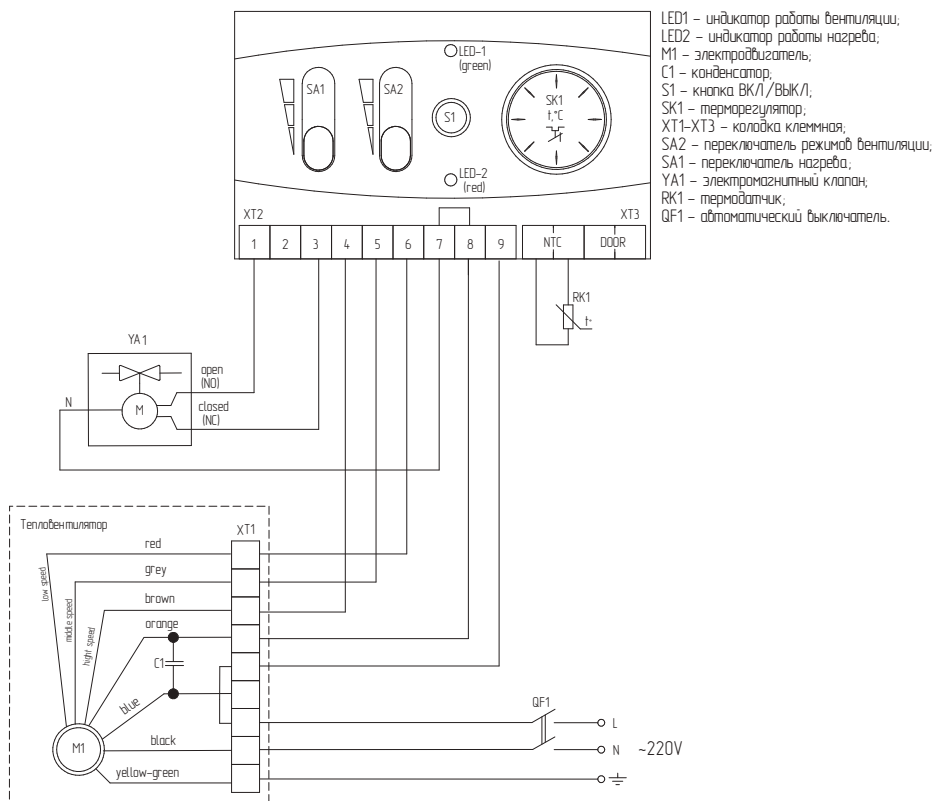 LED1 – индикатор работы вентиляции;
LED2 – индикатор работы нагрева;
M1 – электродвигатель;
C1 – конденсатор;
S1 – кнопка ВКЛ/ВЫКЛ;
SK1 – терморегулятор;
XT1-XT3 – колодка клеммная;
SA2 – переключатель режимов вентиляции;
SA1 – переключатель нагрева;
YA1 – электромагнитный клапан;
RK1 – термодатчик;
QF1 – автоматический выключатель.
LED-1
(green)
SA1
SA2
S1
SK1
t,°C
LED-2
(red)
XT2
XT3
1 2 3 4 5 6 7 8 9 NTC DOOR
RK1
t°
YA1
open
(NO)
N
M
closed
(NC)
Тепловентилятор
XT1
red
grey
brown
orange
low speed
middle speed
hight speed
C1
blue
M1
black
yellow-green
QF1
L
N
~220V